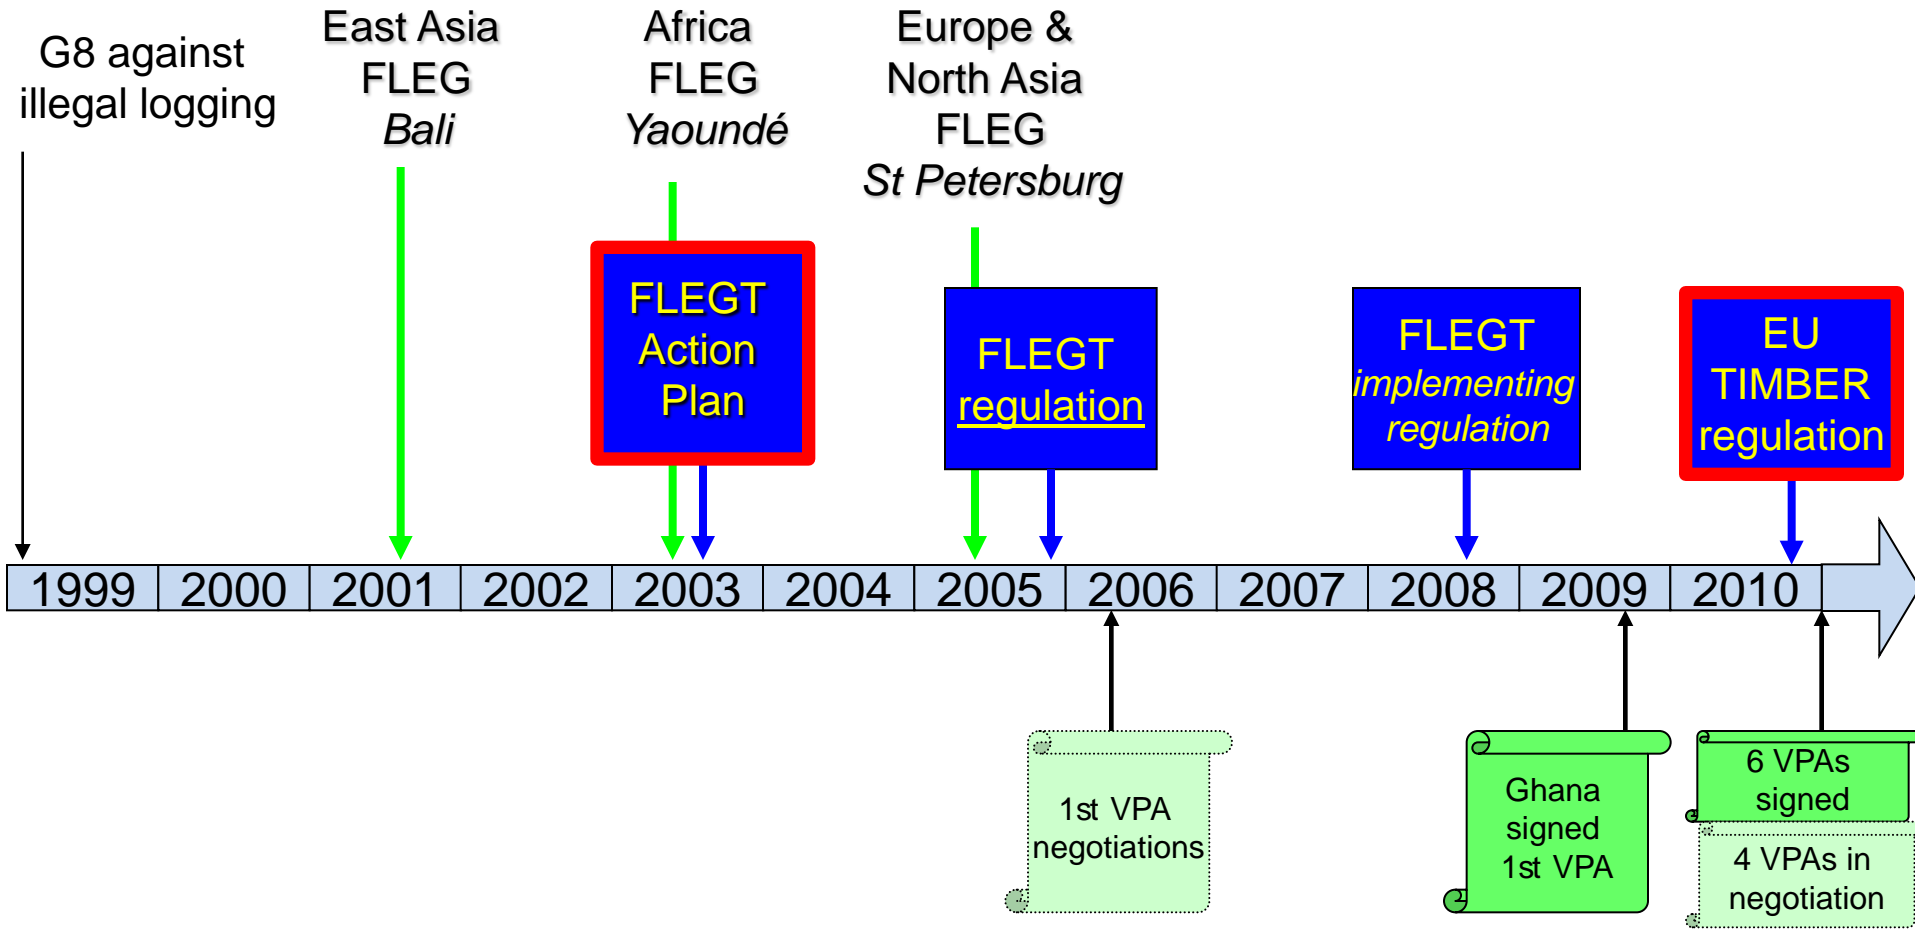 G8 against
illegal logging
East Asia
FLEG
Bali
Africa
FLEG
Yaoundé
Europe &
North Asia
FLEG
St Petersburg
FLEGT
Action
Plan
FLEGT
regulation
FLEGT
implementing
regulation
EU
TIMBER
regulation
1999 2000 2001 2002 2003 2004 2005 2006 2007 2008 2009 2010
1st VPA
negotiations
Ghana
signed
1st VPA
6 VPAs
signed
4 VPAs in
negotiation